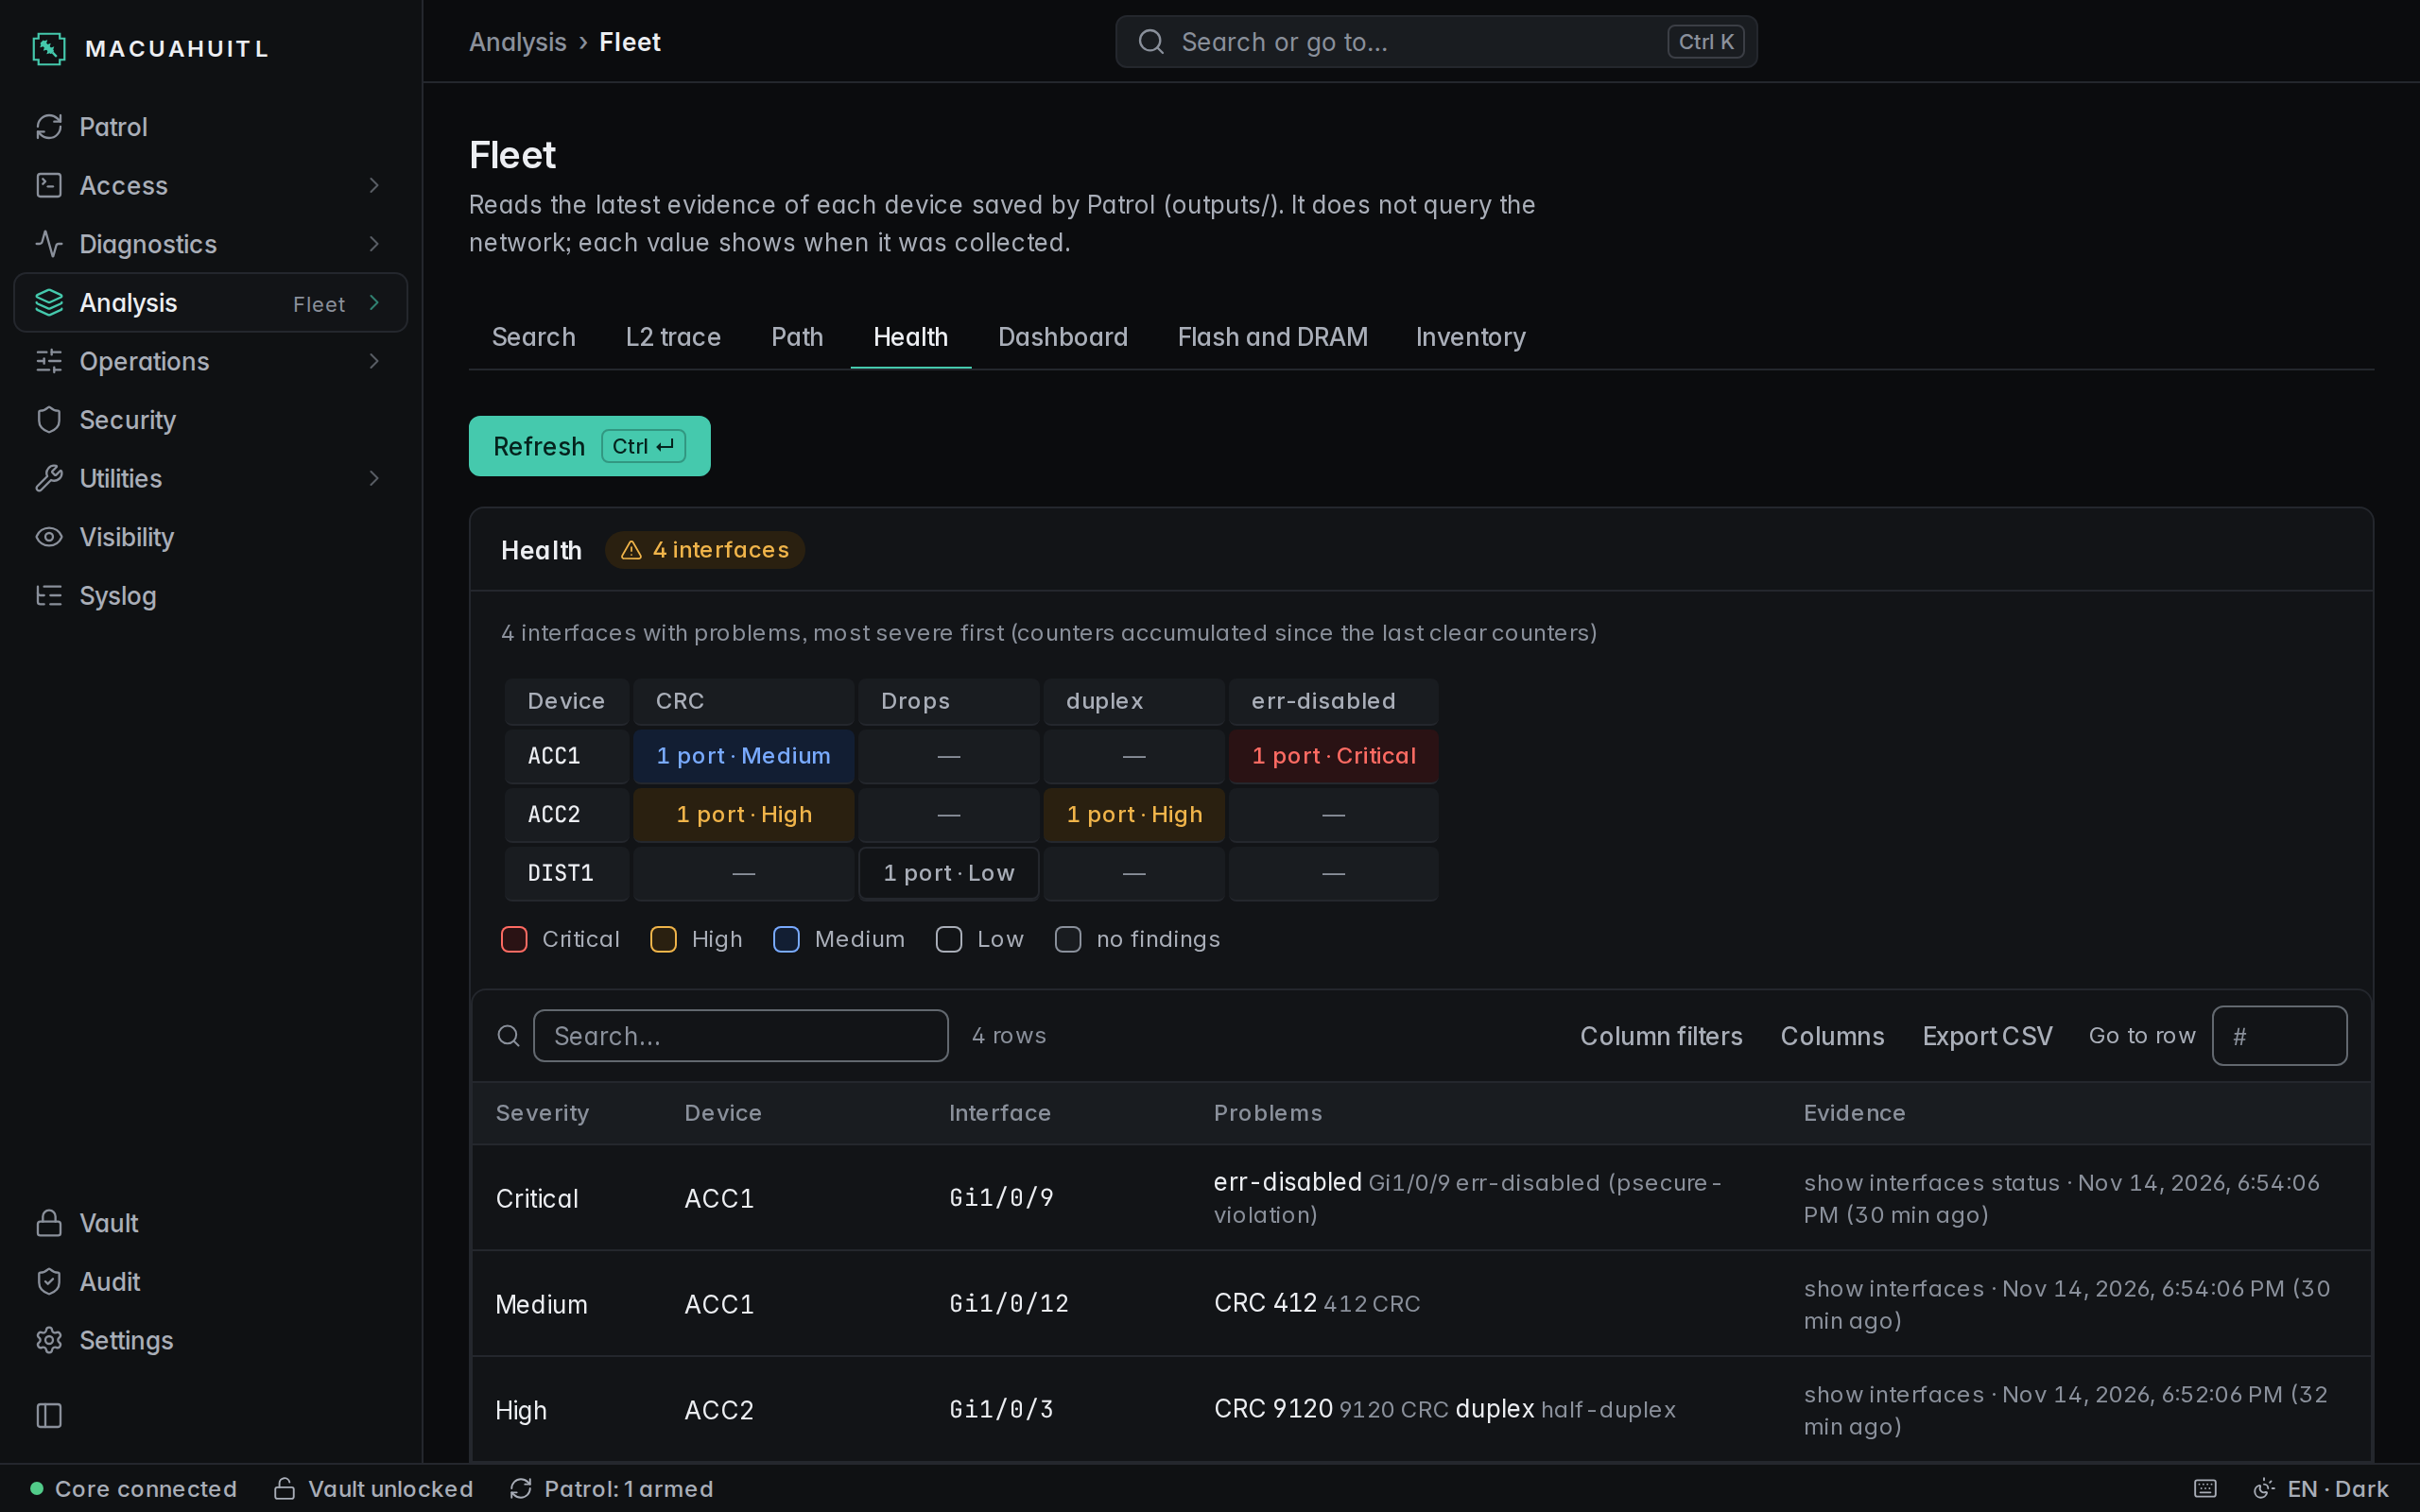 MACUAHUITL
Patrol
Access
Diagnostics
Analysis Fleet
Operations
Security
Utilities
Visibility
Syslog
Vault
Audit
Settings
Analysis › Fleet
Search or go to... Ctrl K
Fleet
Reads the latest evidence of each device saved by Patrol (outputs/). It does not query the
network; each value shows when it was collected.
Search L2 trace Path Health Dashboard Flash and DRAM Inventory
Refresh Ctrl ↵
Health 4 interfaces
4 interfaces with problems, most severe first (counters accumulated since the last clear counters)
Device CRC Drops duplex err-disabled
ACC1 1 port · Medium — — 1 port · Critical
ACC2 1 port · High — 1 port · High —
DIST1 — 1 port · Low — —
Critical High Medium Low no findings
Search... 4 rows Column filters Columns Export CSV Go to row #
Severity Device Interface Problems Evidence
Critical ACC1 Gi1/0/9 err-disabled Gi1/0/9 err-disabled (psecure-
violation)
show interfaces status · Nov 14, 2026, 6:54:06
PM (30 min ago)
Medium ACC1 Gi1/0/12 CRC 412 412 CRC
show interfaces · Nov 14, 2026, 6:54:06 PM (30
min ago)
High ACC2 Gi1/0/3 CRC 9120 9120 CRC duplex half-duplex
show interfaces · Nov 14, 2026, 6:52:06 PM (32
min ago)
Core connected Vault unlocked Patrol: 1 armed EN · Dark